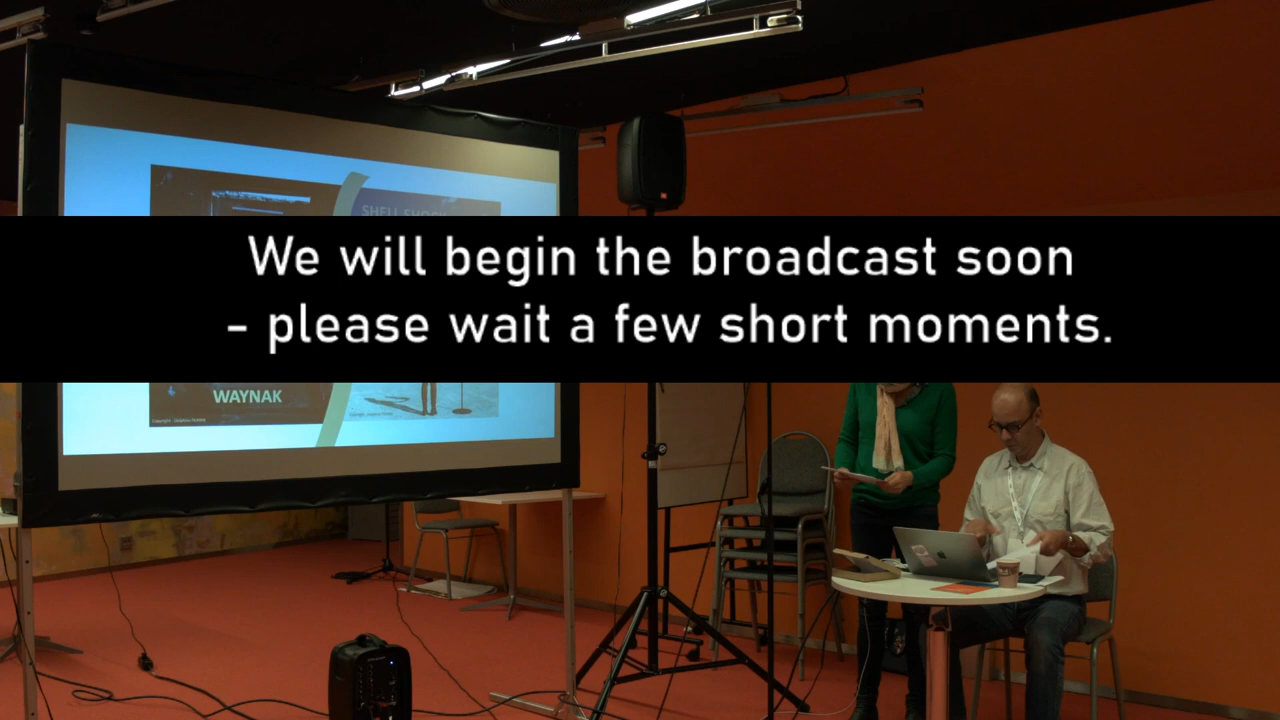 SHELL SHOCK
We will begin the broadcast soon
- please wait a few short moments.
WAYNAK